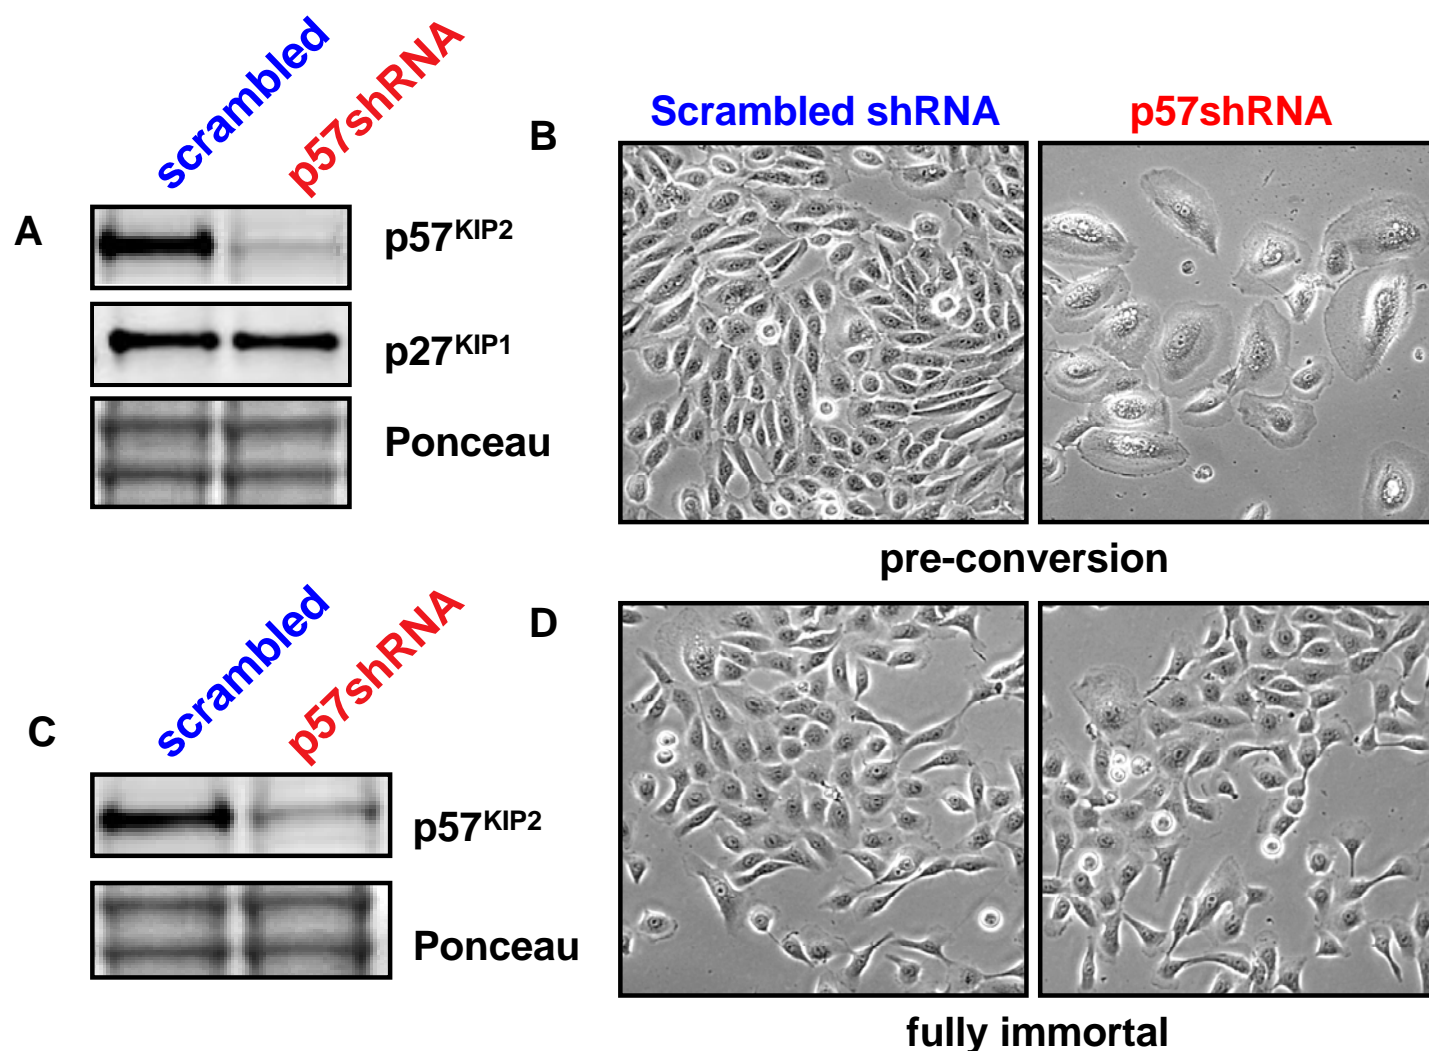 A
scrambled
p57shRNA
p57KIP2
p27KIP1
Ponceau
B
Scrambled shRNA
p57shRNA
pre-conversion
C
scrambled
p57shRNA
p57KIP2
Ponceau
D
fully immortal